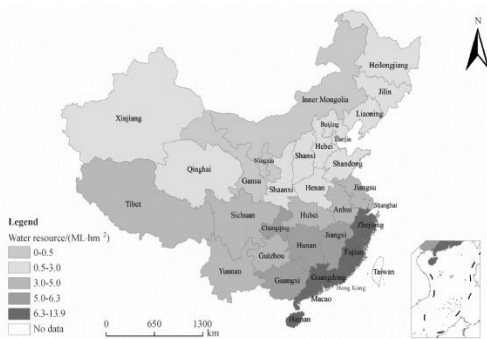 N
Heilongjiang
Jilin
Liaoning
Inner Mongolia
Beijing
Tianjin
Hebei
Xinjiang
Shanxi
Shandong
Ningxia
Qinghai
Gansu
Shaanxi
Henan
Jiangsu
Tibet
Anhui
Shanghai
Hubei
Sichuan
Chongqing
Zhejiang
Hunan
Jiangxi
Guizhou
Fujian
Yunnan
Guangxi
Guangdong
Taiwan
Hong Kong
Macao
Hainan
Legend
Water resource/(ML·hm⁻²)
0-0.5
0.5-3.0
3.0-5.0
5.0-6.3
6.3-13.9
No data
0 650 1300
km